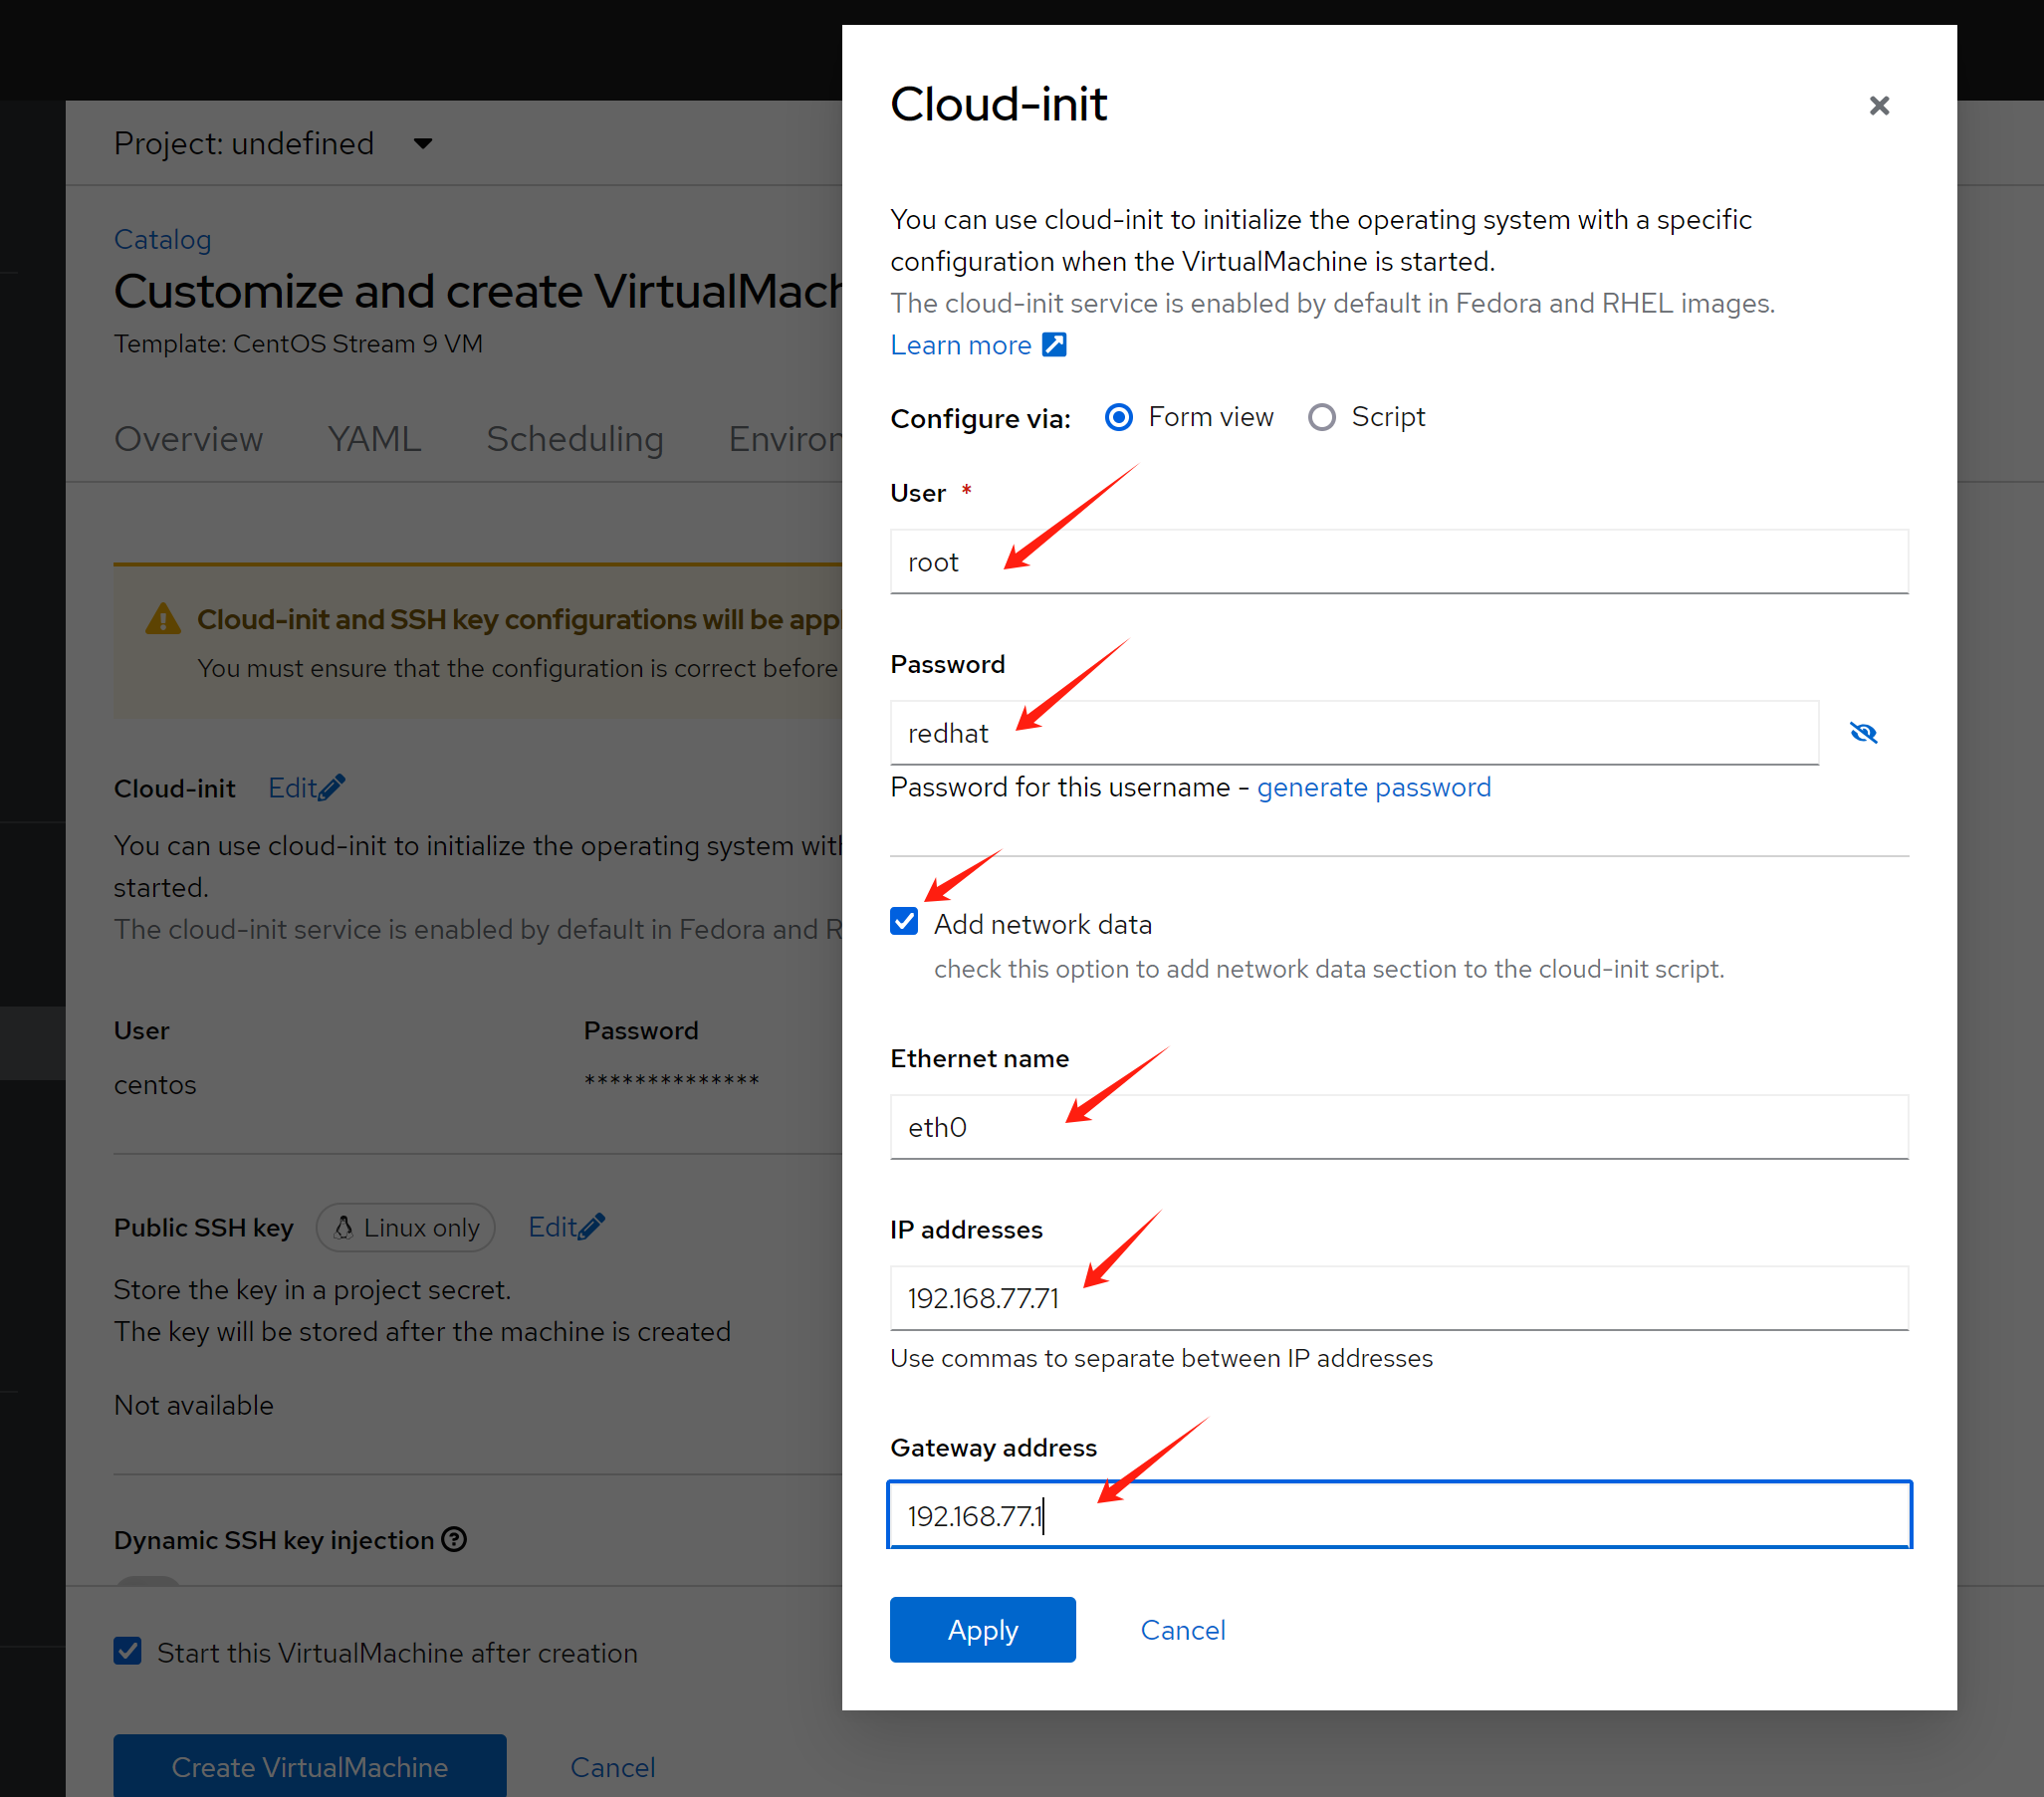 Project: undefined
Catalog
Customize and create VirtualMach
Template: CentOS Stream 9 VM
Overview YAML Scheduling Environ
Cloud-init and SSH key configurations will be app
You must ensure that the configuration is correct before
Cloud-init Edit
You can use cloud-init to initialize the operating system with
started.
The cloud-init service is enabled by default in Fedora and R
User Password
centos **************
Public SSH key Linux only Edit
Store the key in a project secret.
The key will be stored after the machine is created
Not available
Dynamic SSH key injection
Start this VirtualMachine after creation
Create VirtualMachine Cancel
Cloud-init
You can use cloud-init to initialize the operating system with a specific
configuration when the VirtualMachine is started.
The cloud-init service is enabled by default in Fedora and RHEL images.
Learn more
Configure via: Form view Script
User *
root
Password
redhat
Password for this username - generate password
Add network data
check this option to add network data section to the cloud-init script.
Ethernet name
eth0
IP addresses
192.168.77.71
Use commas to separate between IP addresses
Gateway address
192.168.77.1
Apply Cancel